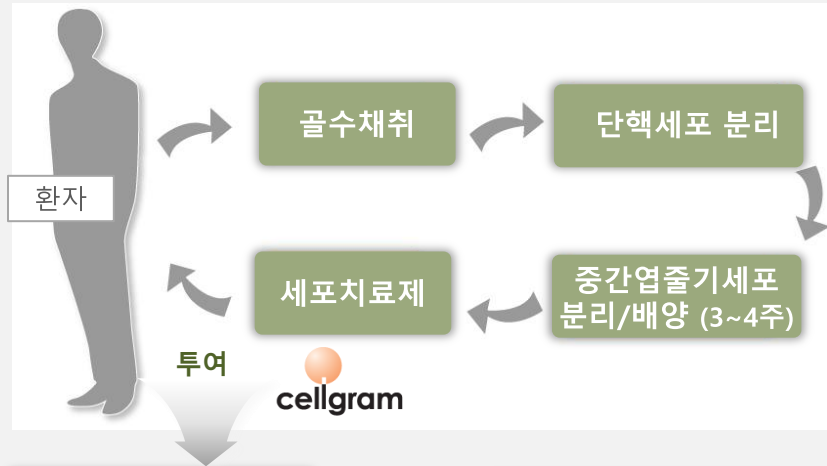 골수채취
단핵세포 분리
환자
세포치료제
중간엽줄기세포
분리/배양 (3~4주)
투여
cellgram